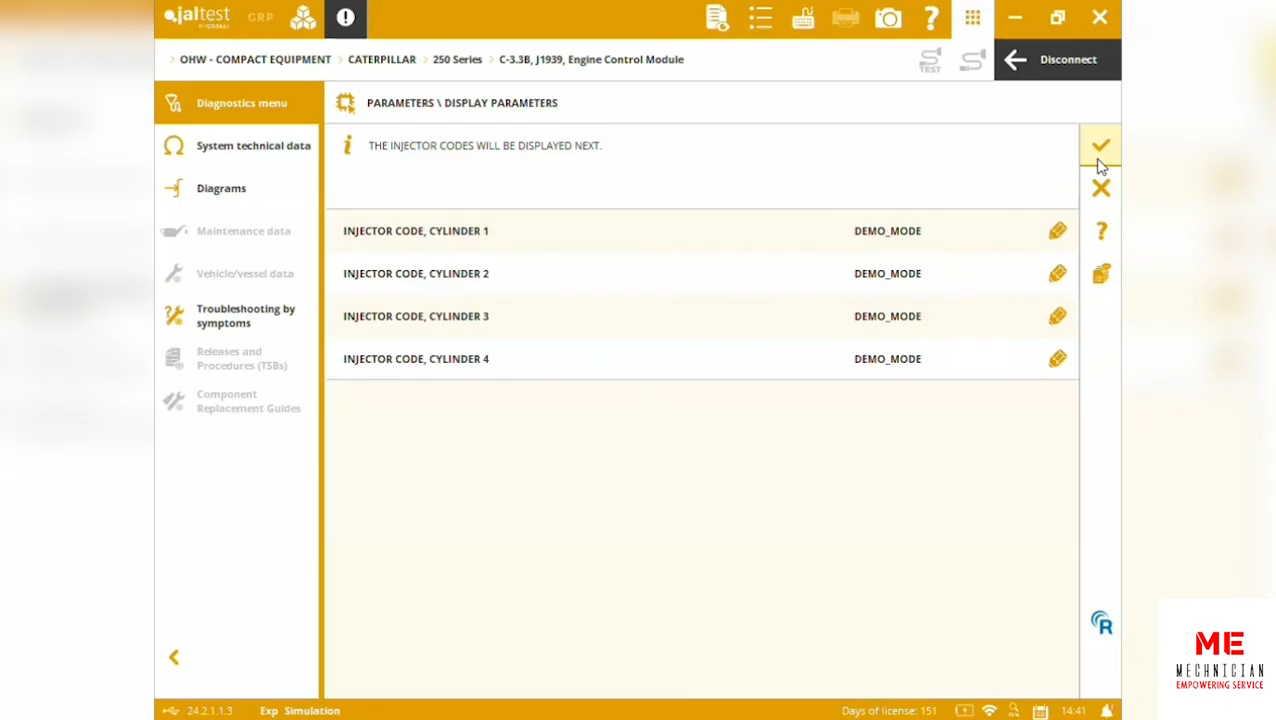 jaltest
BY COJALI
GRP
OHW - COMPACT EQUIPMENT
CATERPILLAR
250 Series
C-3.3B, J1939, Engine Control Module
TEST
Disconnect
Diagnostics menu
PARAMETERS \ DISPLAY PARAMETERS
System technical data
THE INJECTOR CODES WILL BE DISPLAYED NEXT.
Diagrams
Maintenance data
INJECTOR CODE, CYLINDER 1 DEMO_MODE
Vehicle/vessel data
INJECTOR CODE, CYLINDER 2 DEMO_MODE
Troubleshooting by
symptoms
INJECTOR CODE, CYLINDER 3 DEMO_MODE
Releases and
Procedures (TSBs)
INJECTOR CODE, CYLINDER 4 DEMO_MODE
Component
Replacement Guides
R
ME
MECHNICIAN
EMPOWERING SERVICE
24.2.1.1.3
Exp Simulation
Days of license: 151
14:41